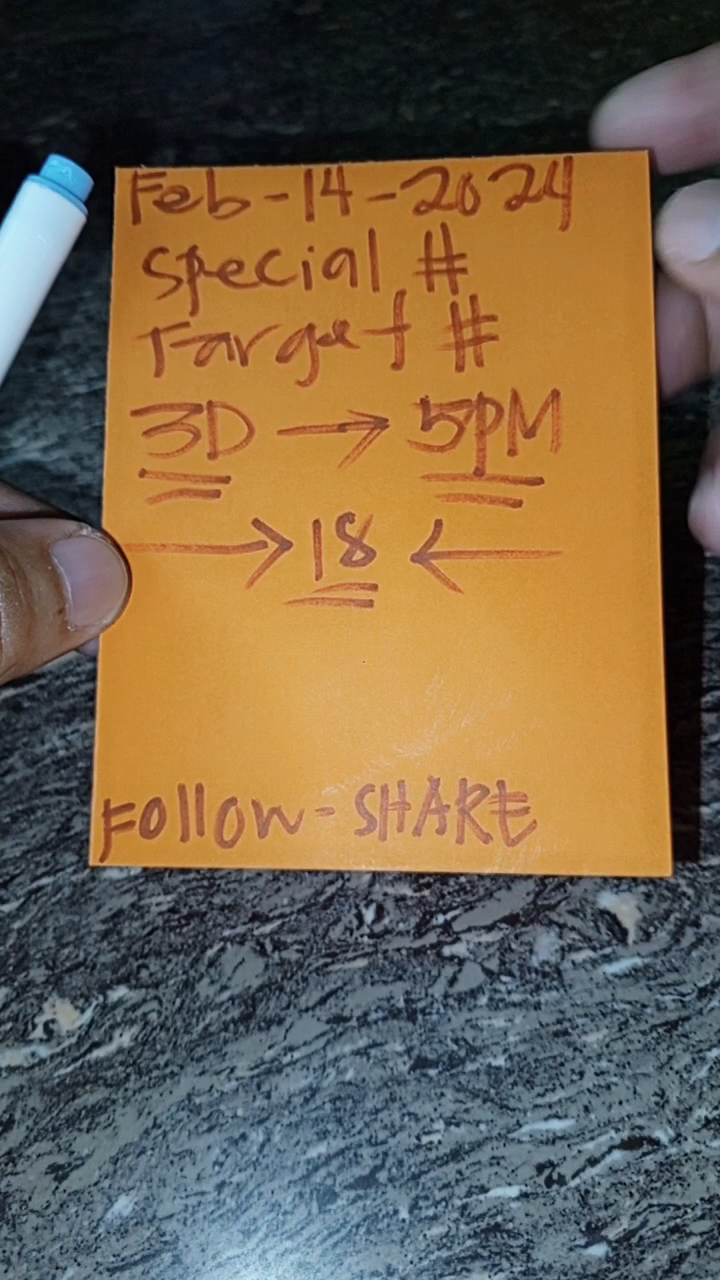 Feb-14-2024
Special #
Target #
3D → 5PM
→ 18 ←
Follow-SHARE